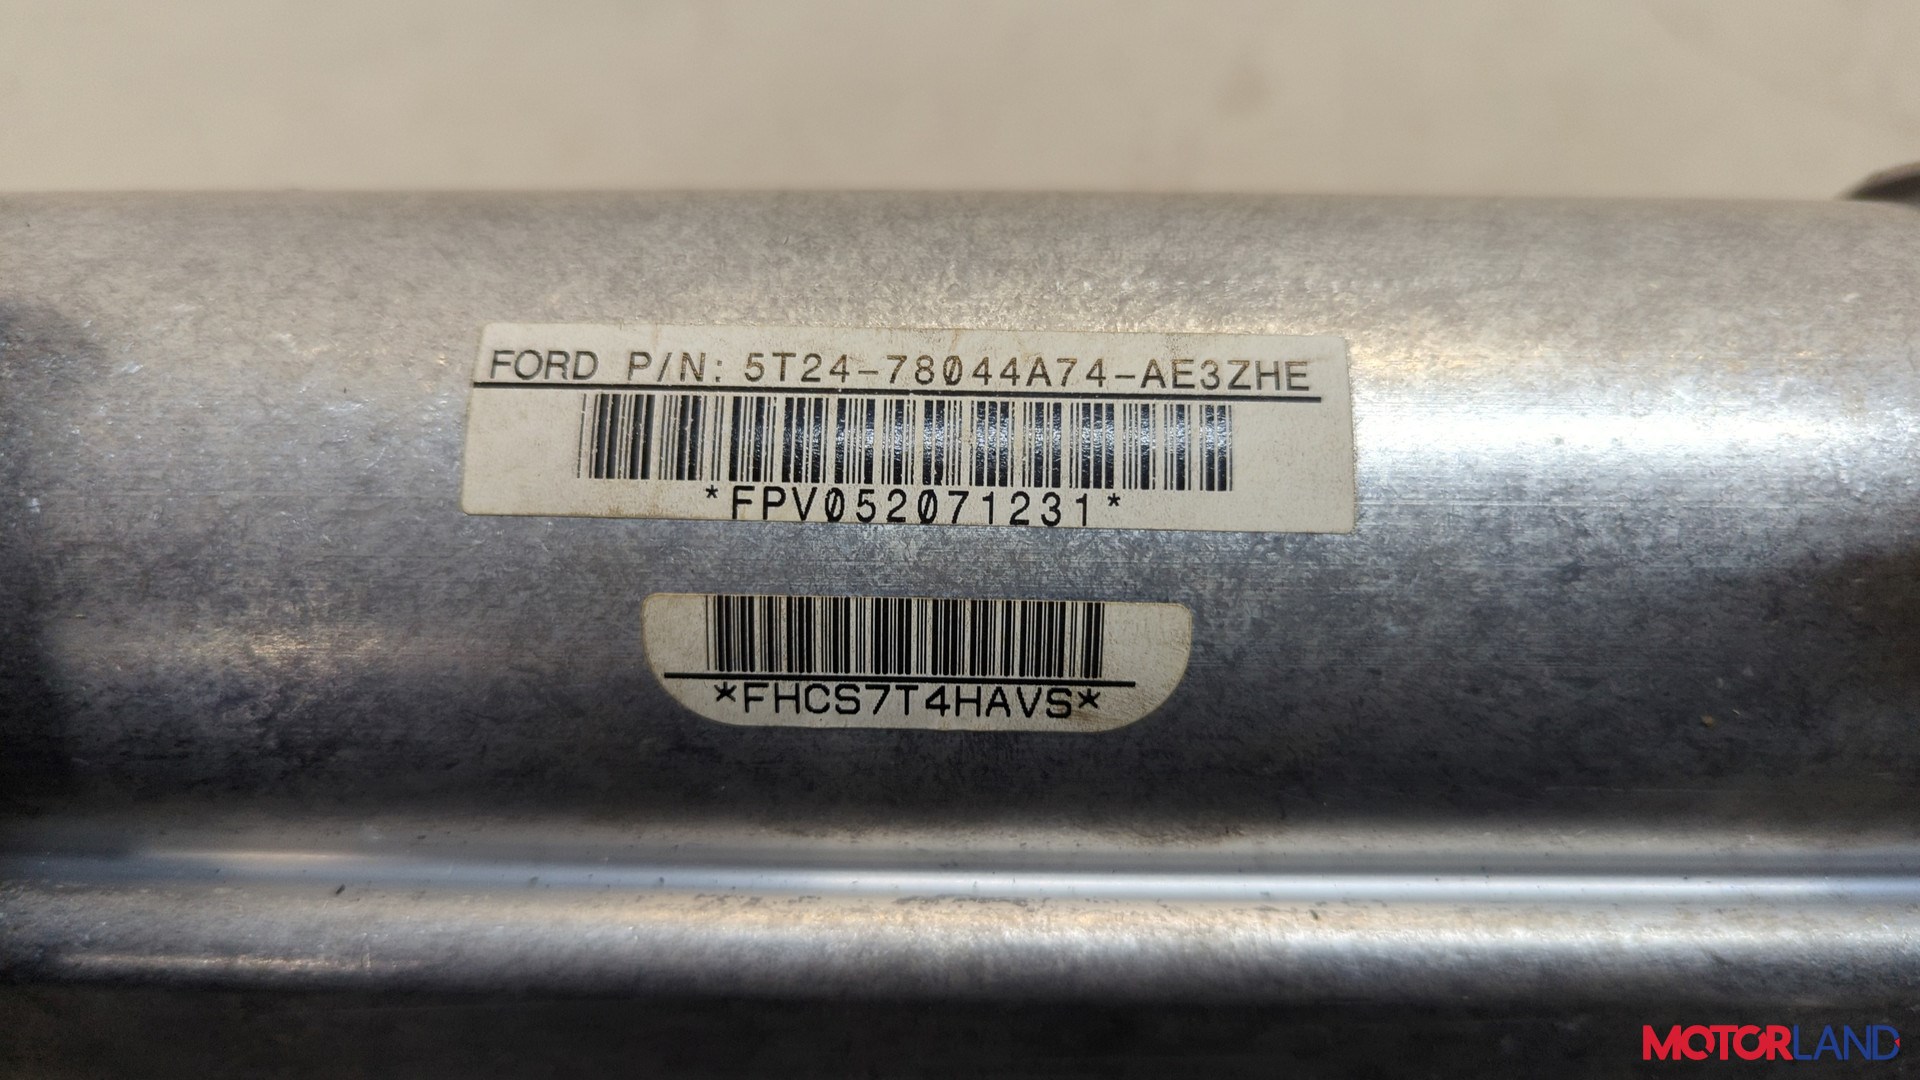 FORD P/N: 5T24-78044A74-AE3ZHE
*FPV052071231*
*FHCS7T4HAVS*
MOTORLAND